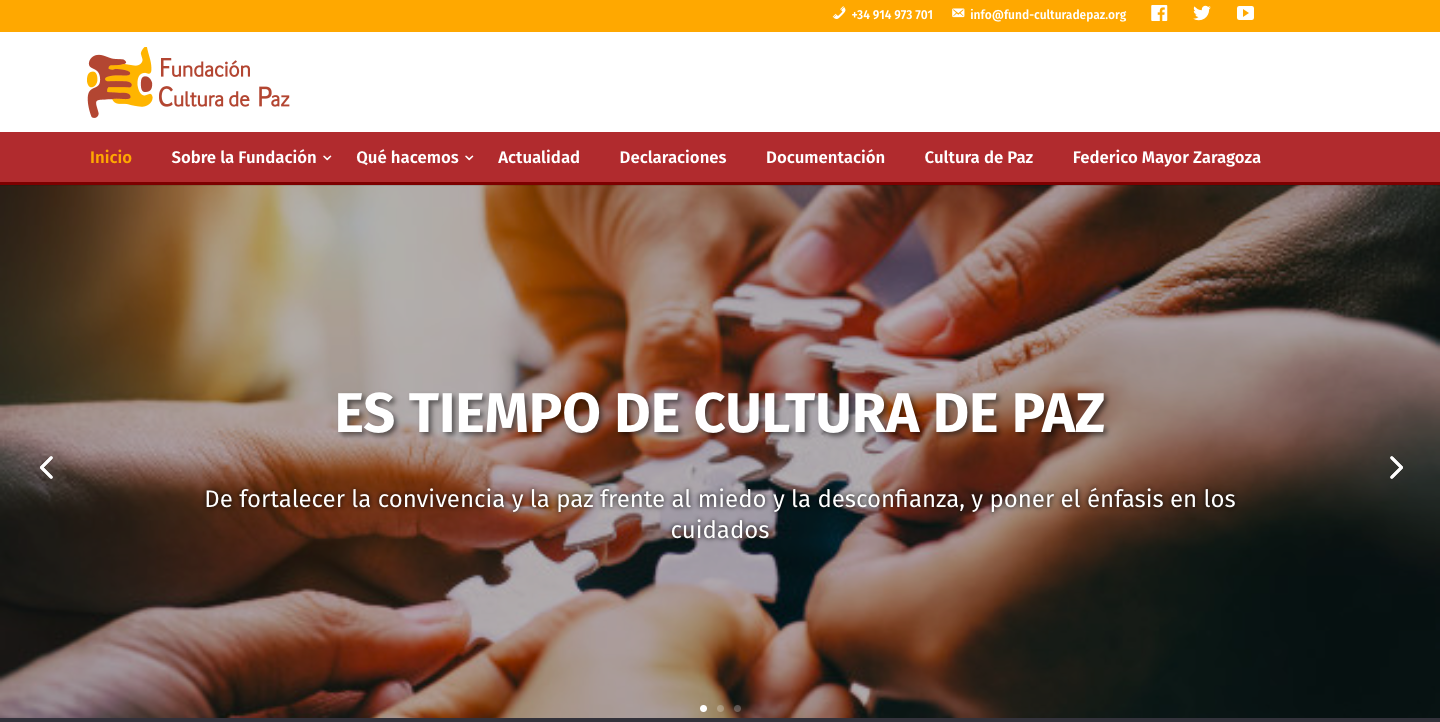 +34 914 973 701 info@fund-culturadepaz.org
Fundación
Cultura de Paz
Inicio Sobre la Fundación Qué hacemos Actualidad Declaraciones Documentación Cultura de Paz Federico Mayor Zaragoza
ES TIEMPO DE CULTURA DE PAZ
De fortalecer la convivencia y la paz frente al miedo y la desconfianza, y poner el énfasis en los
cuidados